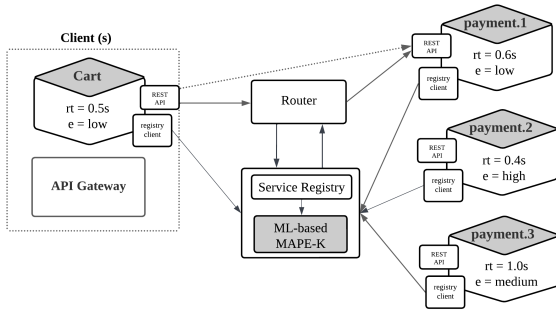 Client (s)
Cart
rt = 0.5s
e = low
REST
API
registry
client
API Gateway
Router
Service Registry
ML-based
MAPE-K
payment.1
REST
API
rt = 0.6s
e = low
registry
client
payment.2
REST
API
rt = 0.4s
e = high
registry
client
payment.3
REST
API
rt = 1.0s
e = medium
registry
client